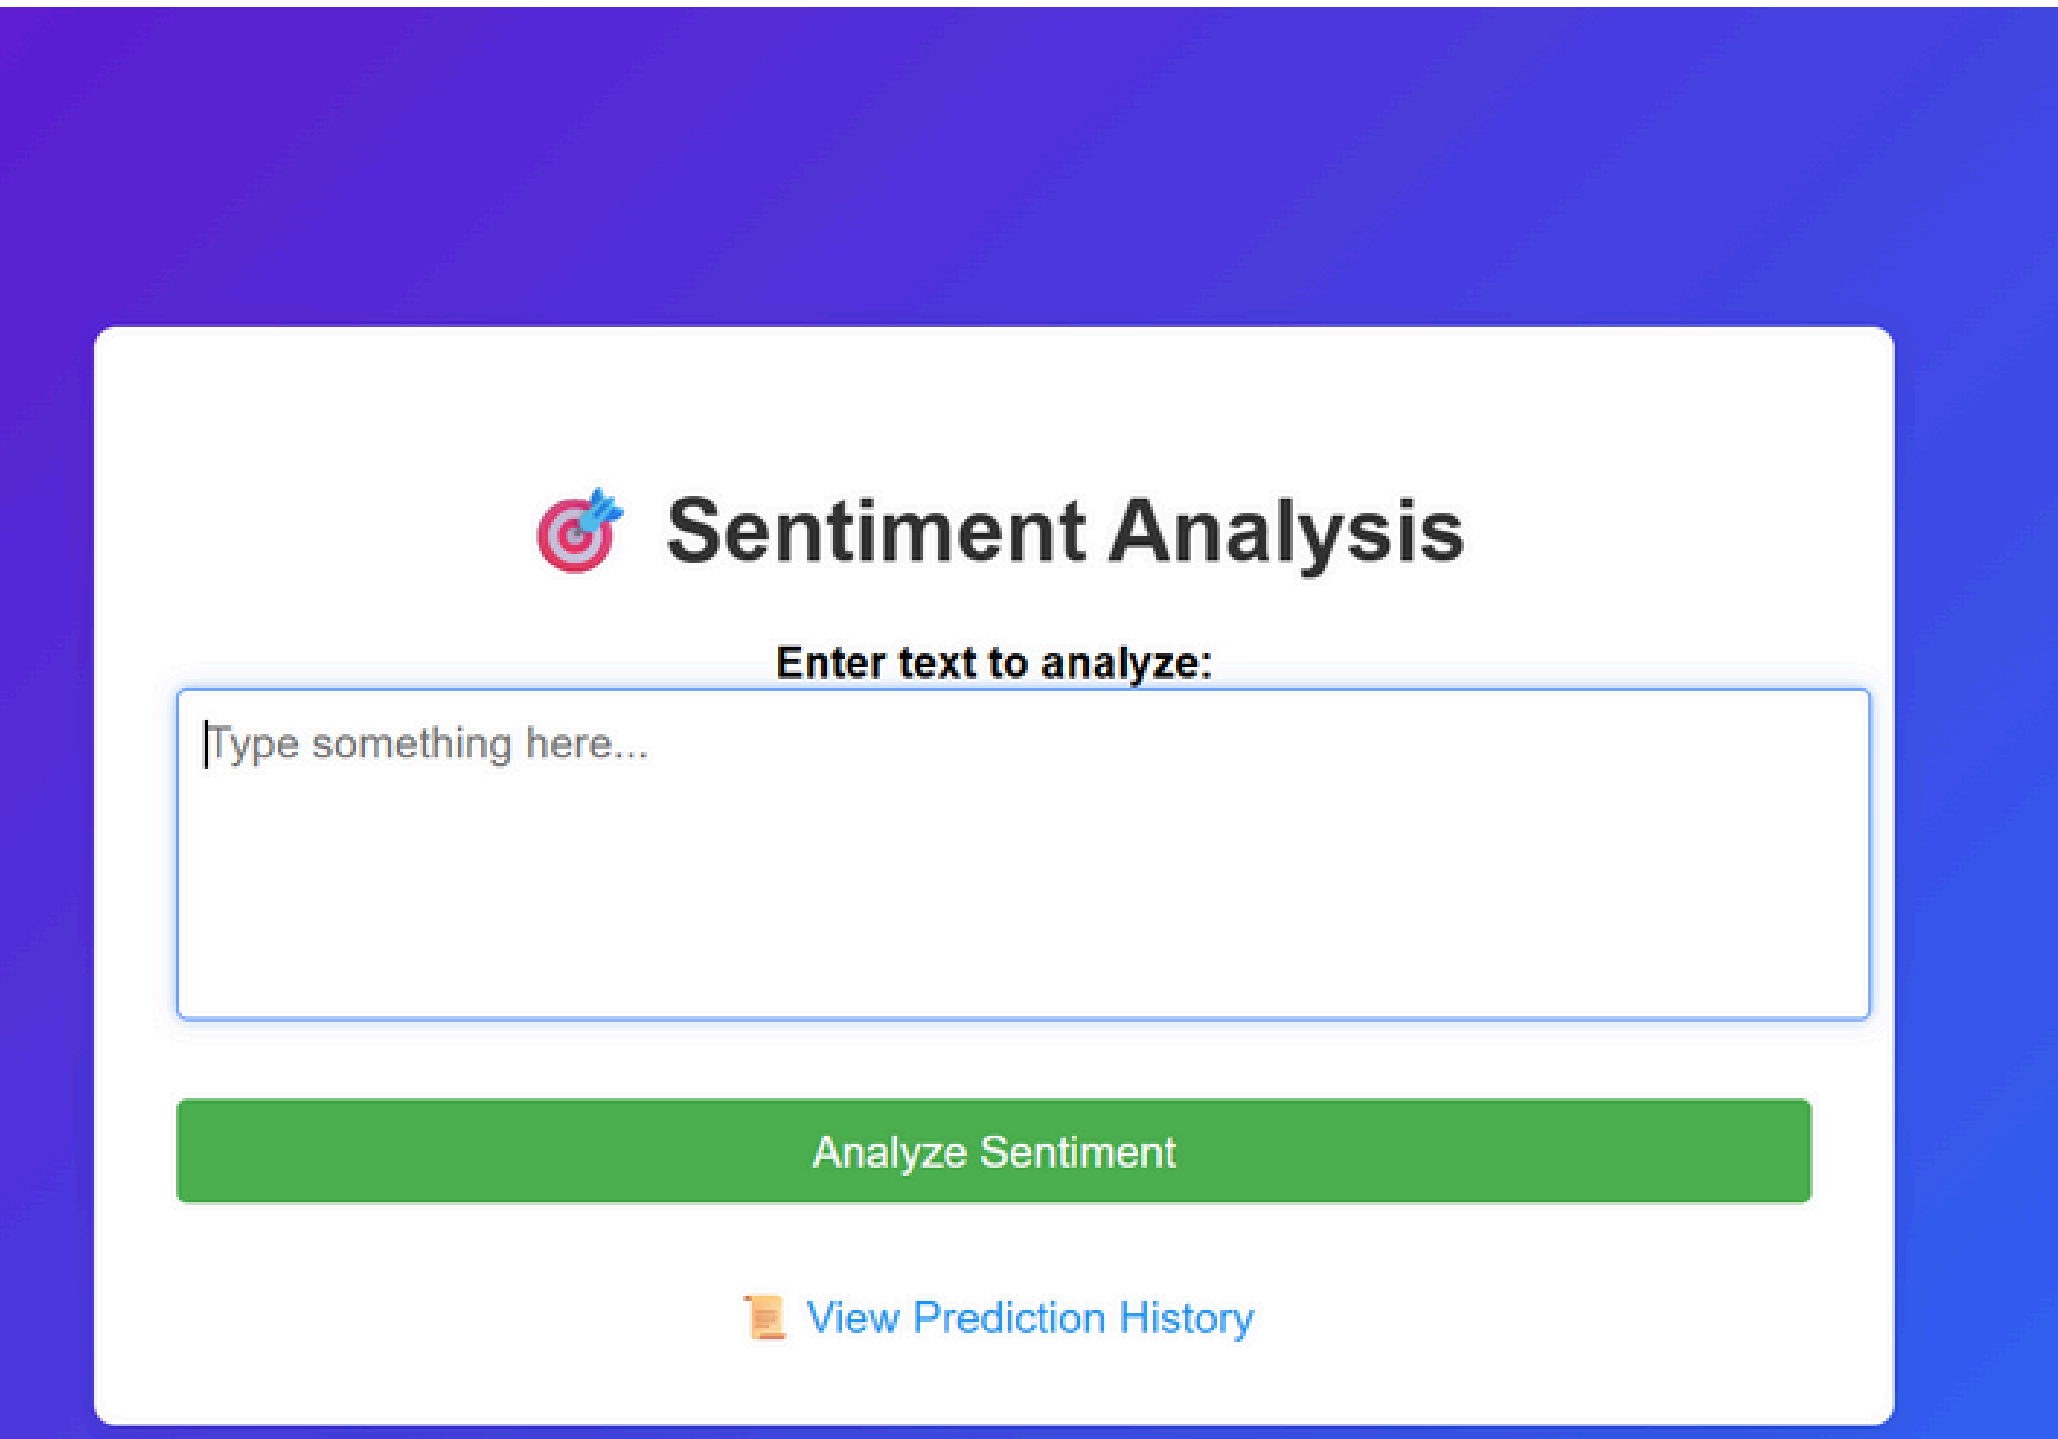 🎯 Sentiment Analysis
Enter text to analyze:
Type something here...
Analyze Sentiment
📜 View Prediction History